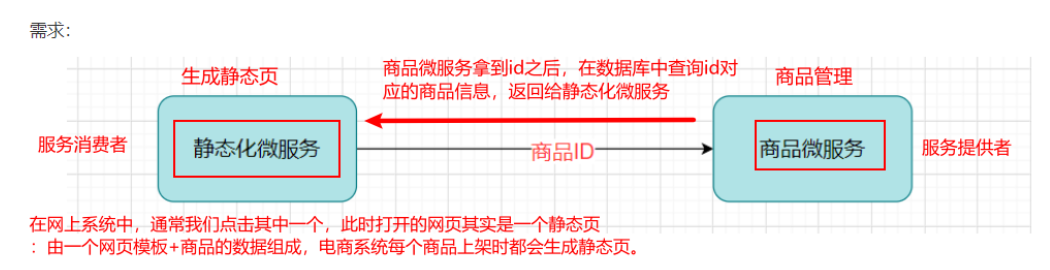 需求：
生成静态页
商品微服务拿到id之后，在数据库中查询id对
应的商品信息，返回给静态化微服务
商品管理
服务消费者
静态化微服务
商品ID
商品微服务
服务提供者
在网上系统中，通常我们点击其中一个，此时打开的网页其实是一个静态页
：由一个网页模板+商品的数据组成，电商系统每个商品上架时都会生成静态页。